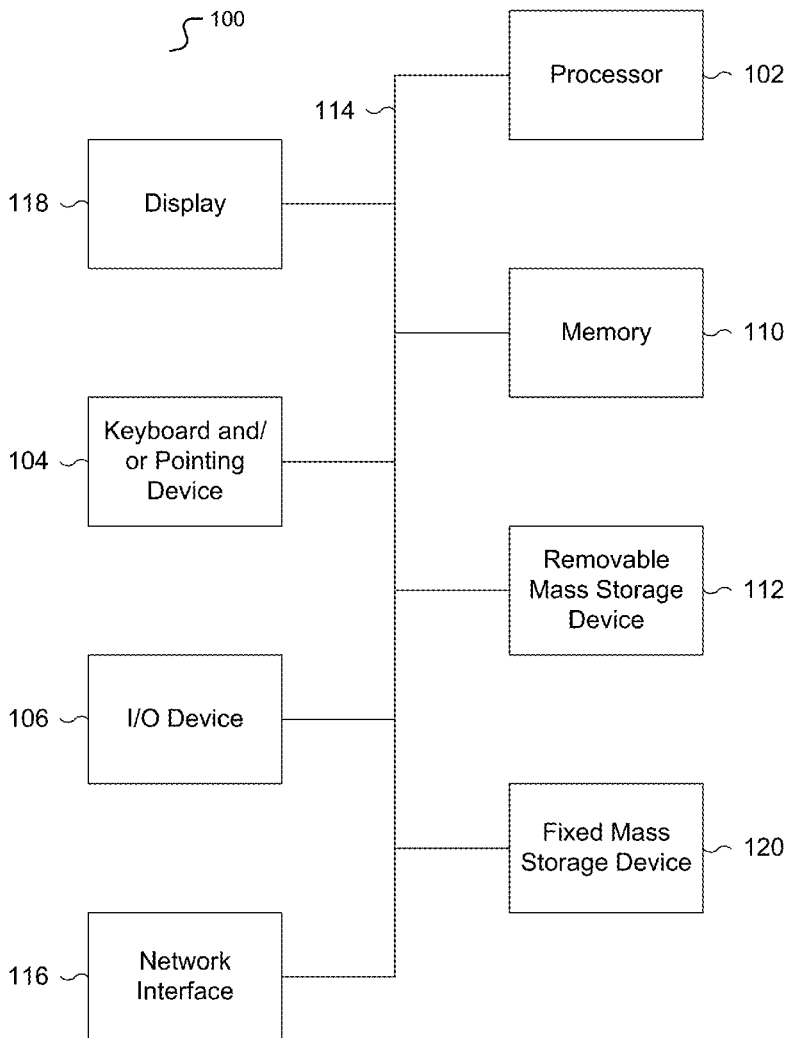 100
Processor
102
114
118
Display
Memory
110
104
Keyboard and/
or Pointing
Device
Removable
Mass Storage
Device
112
106
I/O Device
Fixed Mass
Storage Device
120
116
Network
Interface